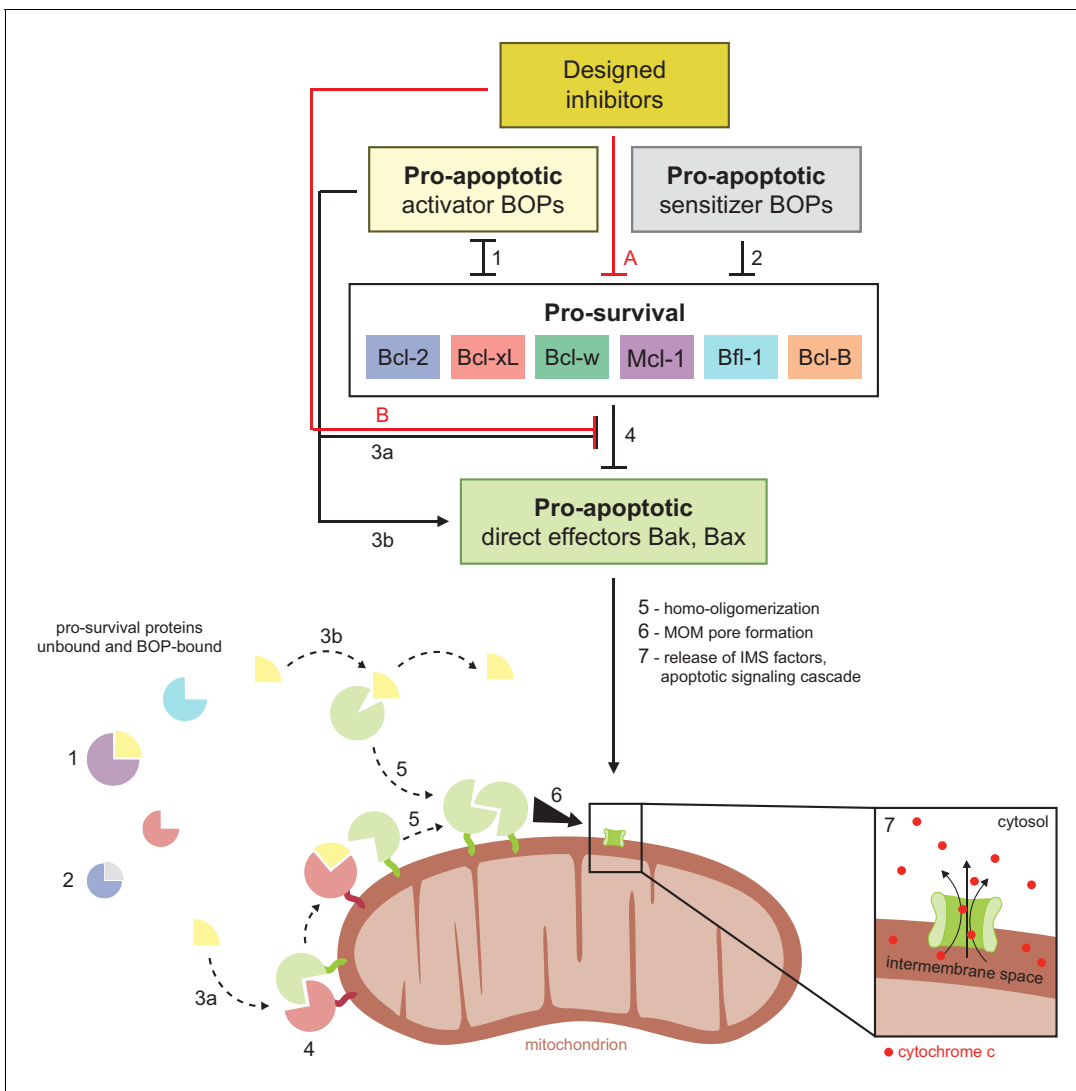 Designed
inhibitors
Pro-apoptotic
activator BOPs
Pro-apoptotic
sensitizer BOPs
1
A
2
Pro-survival
Bcl-2
Bcl-xL
Bcl-w
Mcl-1
Bfl-1
Bcl-B
B
3a
4
Pro-apoptotic
direct effectors Bak, Bax
3b
5 - homo-oligomerization
6 - MOM pore formation
7 - release of IMS factors,
apoptotic signaling cascade
pro-survival proteins
unbound and BOP-bound
3b
1
5
5
6
2
3a
4
mitochondrion
7
cytosol
intermembrane space
cytochrome c